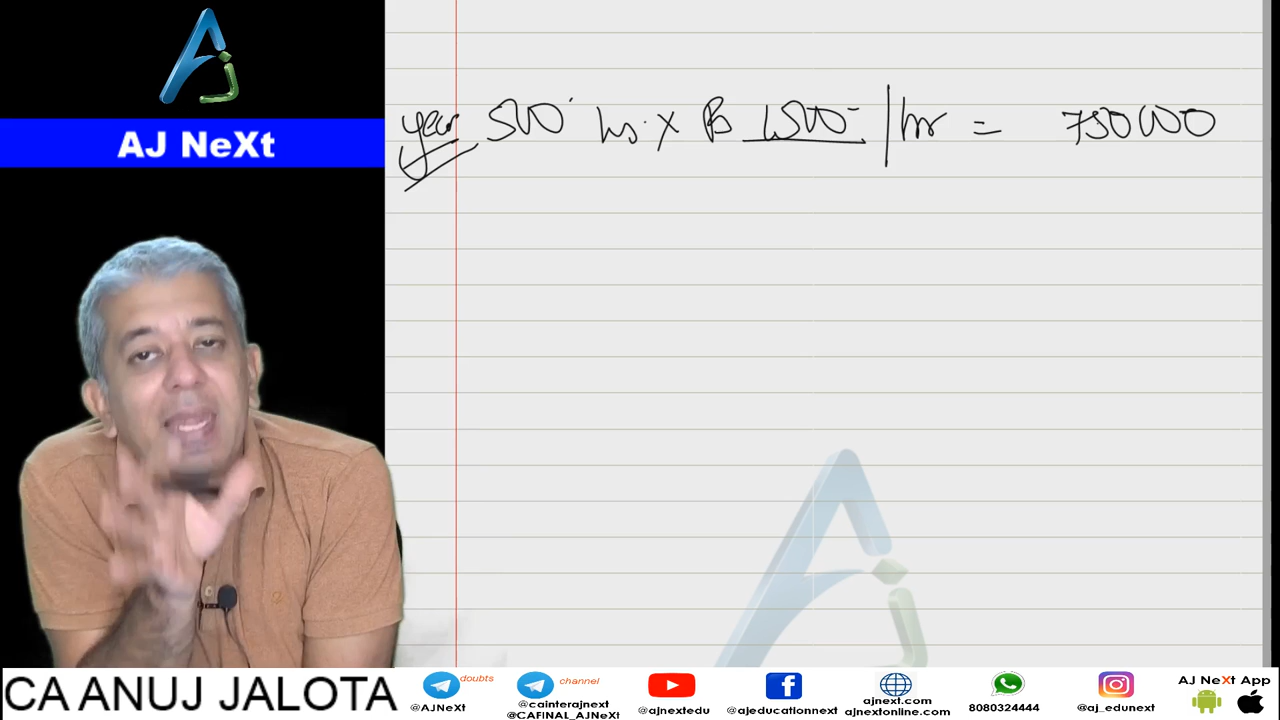 year 500 hs. X Rs 1500 /hr = 750000
AJ NeXt
CA ANUJ JALOTA
doubts
@AJNeXt
channel
@cainterajnext
@CAFINAL_AJNeXt
@ajnextedu
@ajeducationnext
ajnext.com
ajnextonline.com
8080324444
@aj_edunext
AJ NeXt App